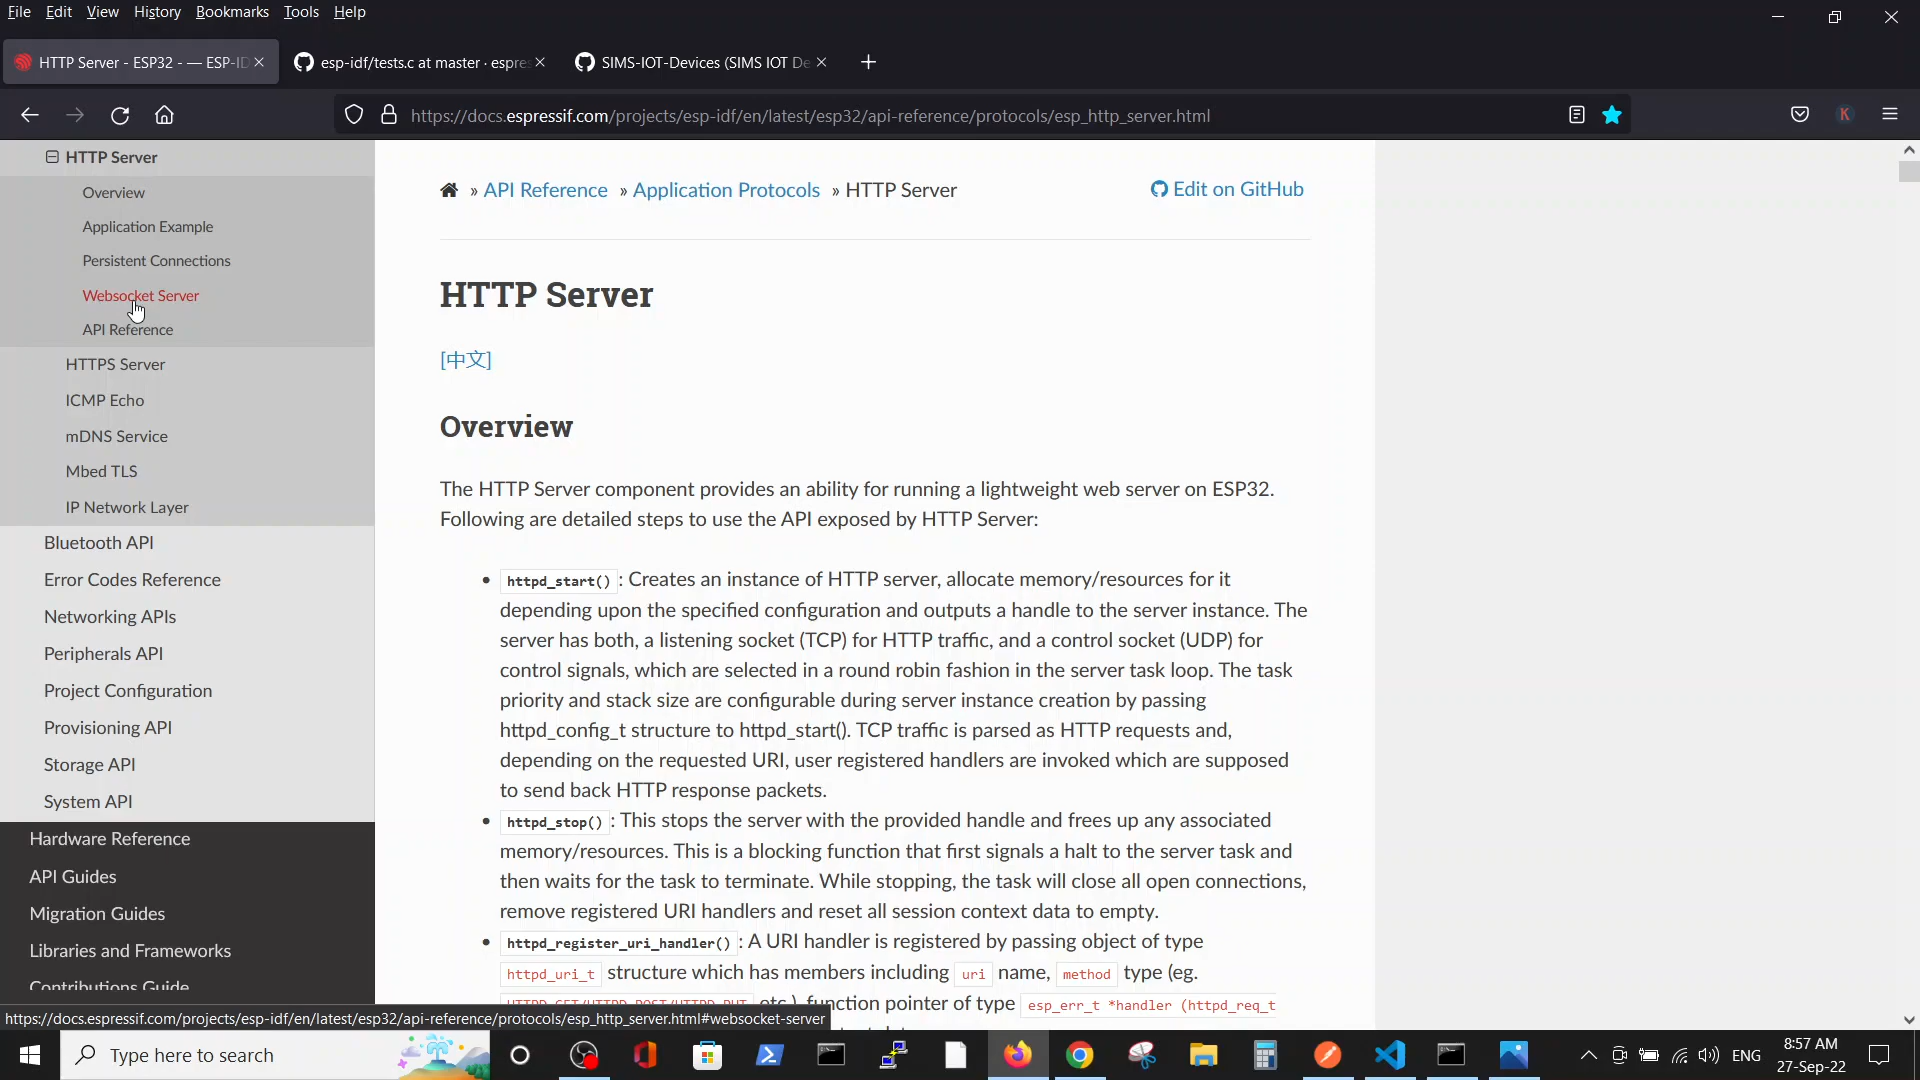 File Edit View History Bookmarks Tools Help
HTTP Server - ESP32 - — ESP-ID
esp-idf/tests.c at master · espres
SIMS-IOT-Devices (SIMS IOT De
https://docs.espressif.com/projects/esp-idf/en/latest/esp32/api-reference/protocols/esp_http_server.html
K
HTTP Server
Overview
Application Example
Persistent Connections
Websocket Server
API Reference
HTTPS Server
ICMP Echo
mDNS Service
Mbed TLS
IP Network Layer
Bluetooth API
Error Codes Reference
Networking APIs
Peripherals API
Project Configuration
Provisioning API
Storage API
System API
Hardware Reference
API Guides
Migration Guides
Libraries and Frameworks
Contributions Guide
» API Reference » Application Protocols » HTTP Server
Edit on GitHub
HTTP Server
[中文]
Overview
The HTTP Server component provides an ability for running a lightweight web server on ESP32.
Following are detailed steps to use the API exposed by HTTP Server:
• httpd_start() : Creates an instance of HTTP server, allocate memory/resources for it
depending upon the specified configuration and outputs a handle to the server instance. The
server has both, a listening socket (TCP) for HTTP traffic, and a control socket (UDP) for
control signals, which are selected in a round robin fashion in the server task loop. The task
priority and stack size are configurable during server instance creation by passing
httpd_config_t structure to httpd_start(). TCP traffic is parsed as HTTP requests and,
depending on the requested URI, user registered handlers are invoked which are supposed
to send back HTTP response packets.
• httpd_stop() : This stops the server with the provided handle and frees up any associated
memory/resources. This is a blocking function that first signals a halt to the server task and
then waits for the task to terminate. While stopping, the task will close all open connections,
remove registered URI handlers and reset all session context data to empty.
• httpd_register_uri_handler() : A URI handler is registered by passing object of type
httpd_uri_t structure which has members including uri name, method type (eg.
HTTPD_GET/HTTPD_POST/HTTPD_PUT etc.), function pointer of type esp_err_t *handler (httpd_req_t
https://docs.espressif.com/projects/esp-idf/en/latest/esp32/api-reference/protocols/esp_http_server.html#websocket-server
Type here to search
ENG
8:57 AM
27-Sep-22